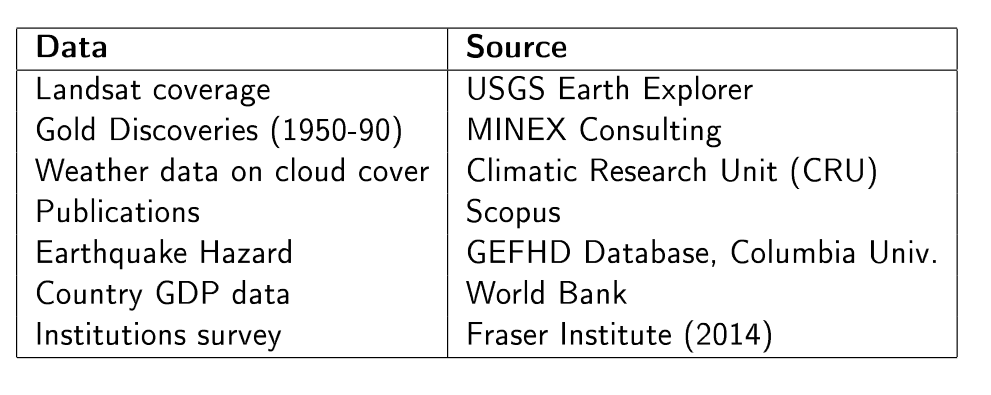 Data Source
Landsat coverage USGS Earth Explorer
Gold Discoveries (1950-90) MINEX Consulting
Weather data on cloud cover Climatic Research Unit (CRU)
Publications Scopus
Earthquake Hazard GEFHD Database, Columbia Univ.
Country GDP data World Bank
Institutions survey Fraser Institute (2014)